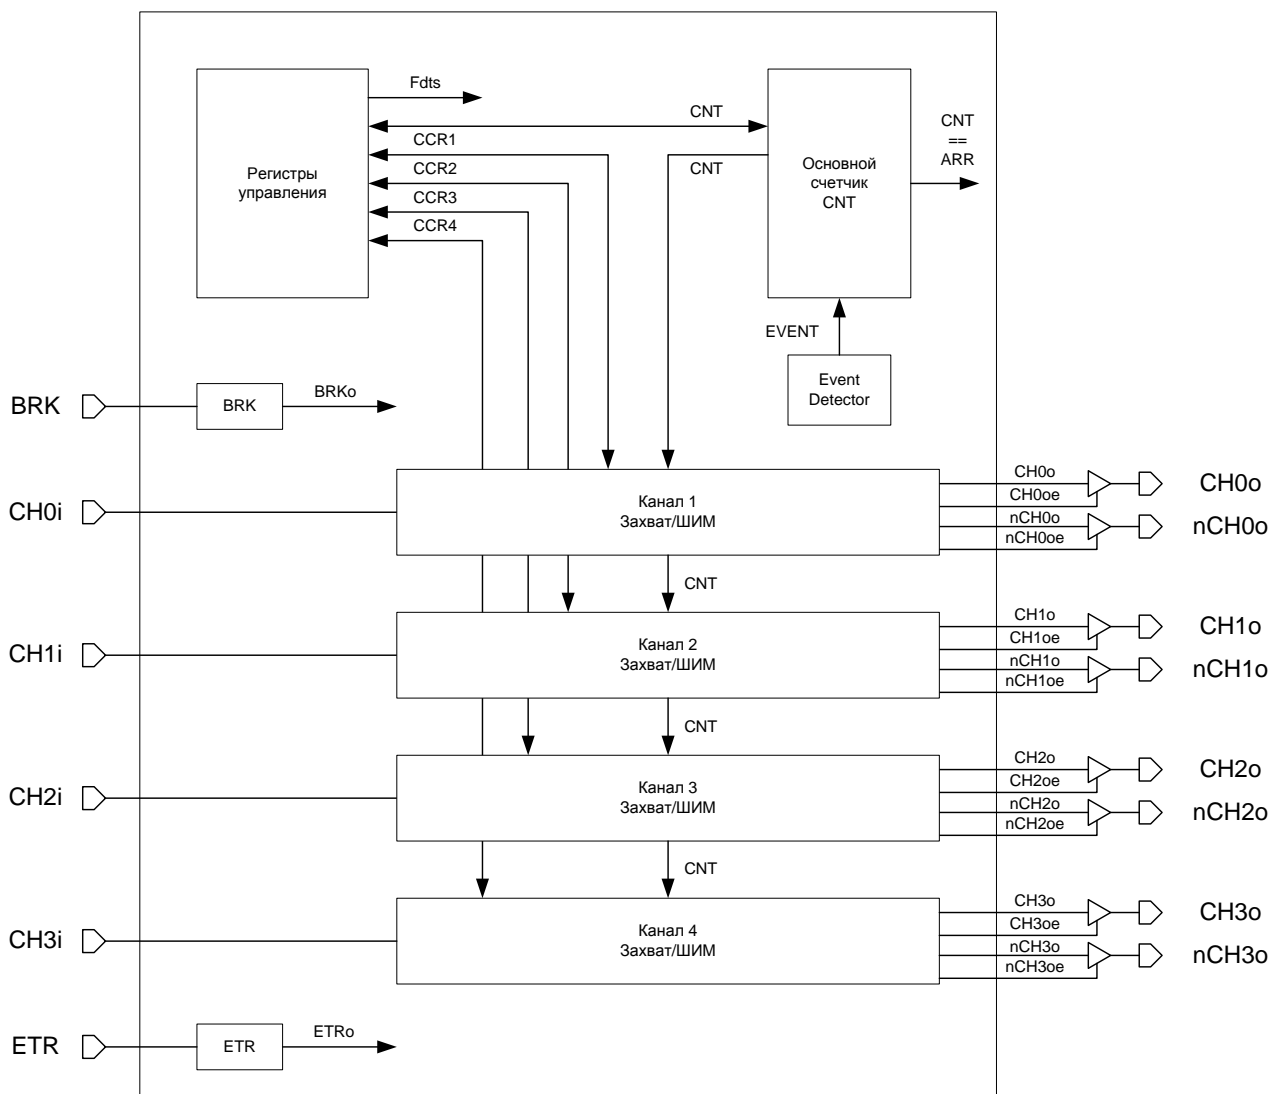 Fdts
CNT
CNT
==
ARR
CCR1
CNT
CCR2
CCR3
CCR4
Регистры
управления
Основной
счетчик
CNT
EVENT
Event
Detector
BRK
BRK
BRKo
CH0i
Канал 1
Захват/ШИМ
CH0o
CH0oe
nCH0o
nCH0oe
CH0o
nCH0o
CNT
CH1i
Канал 2
Захват/ШИМ
CH1o
CH1oe
nCH1o
nCH1oe
CH1o
nCH1o
CNT
CH2i
Канал 3
Захват/ШИМ
CH2o
CH2oe
nCH2o
nCH2oe
CH2o
nCH2o
CNT
CH3i
Канал 4
Захват/ШИМ
CH3o
CH3oe
nCH3o
nCH3oe
CH3o
nCH3o
ETR
ETR
ETRo